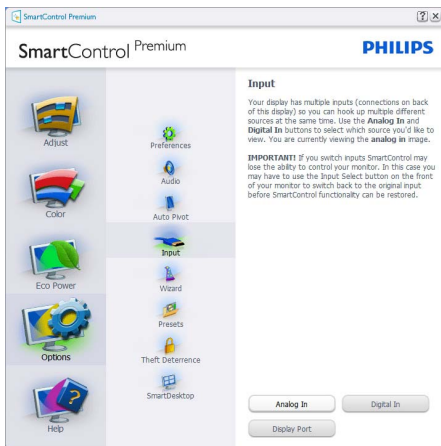 SmartControl Premium
SmartControl Premium
PHILIPS
Adjust
Color
Eco Power
Options
Help
Preferences
Audio
Auto Pivot
Input
Wizard
Presets
Theft Deterrence
SmartDesktop
Input
Your display has multiple inputs (connections on back
of this display) so you can hook up multiple different
sources at the same time. Use the Analog In and
Digital In buttons to select which source you'd like to
view. You are currently viewing the analog in image.
IMPORTANT! If you switch inputs SmartControl may
lose the ability to control your monitor. In this case you
may have to use the Input Select button on the front
of your monitor to switch back to the original input
before SmartControl functionality can be restored.
Analog In
Digital In
Display Port